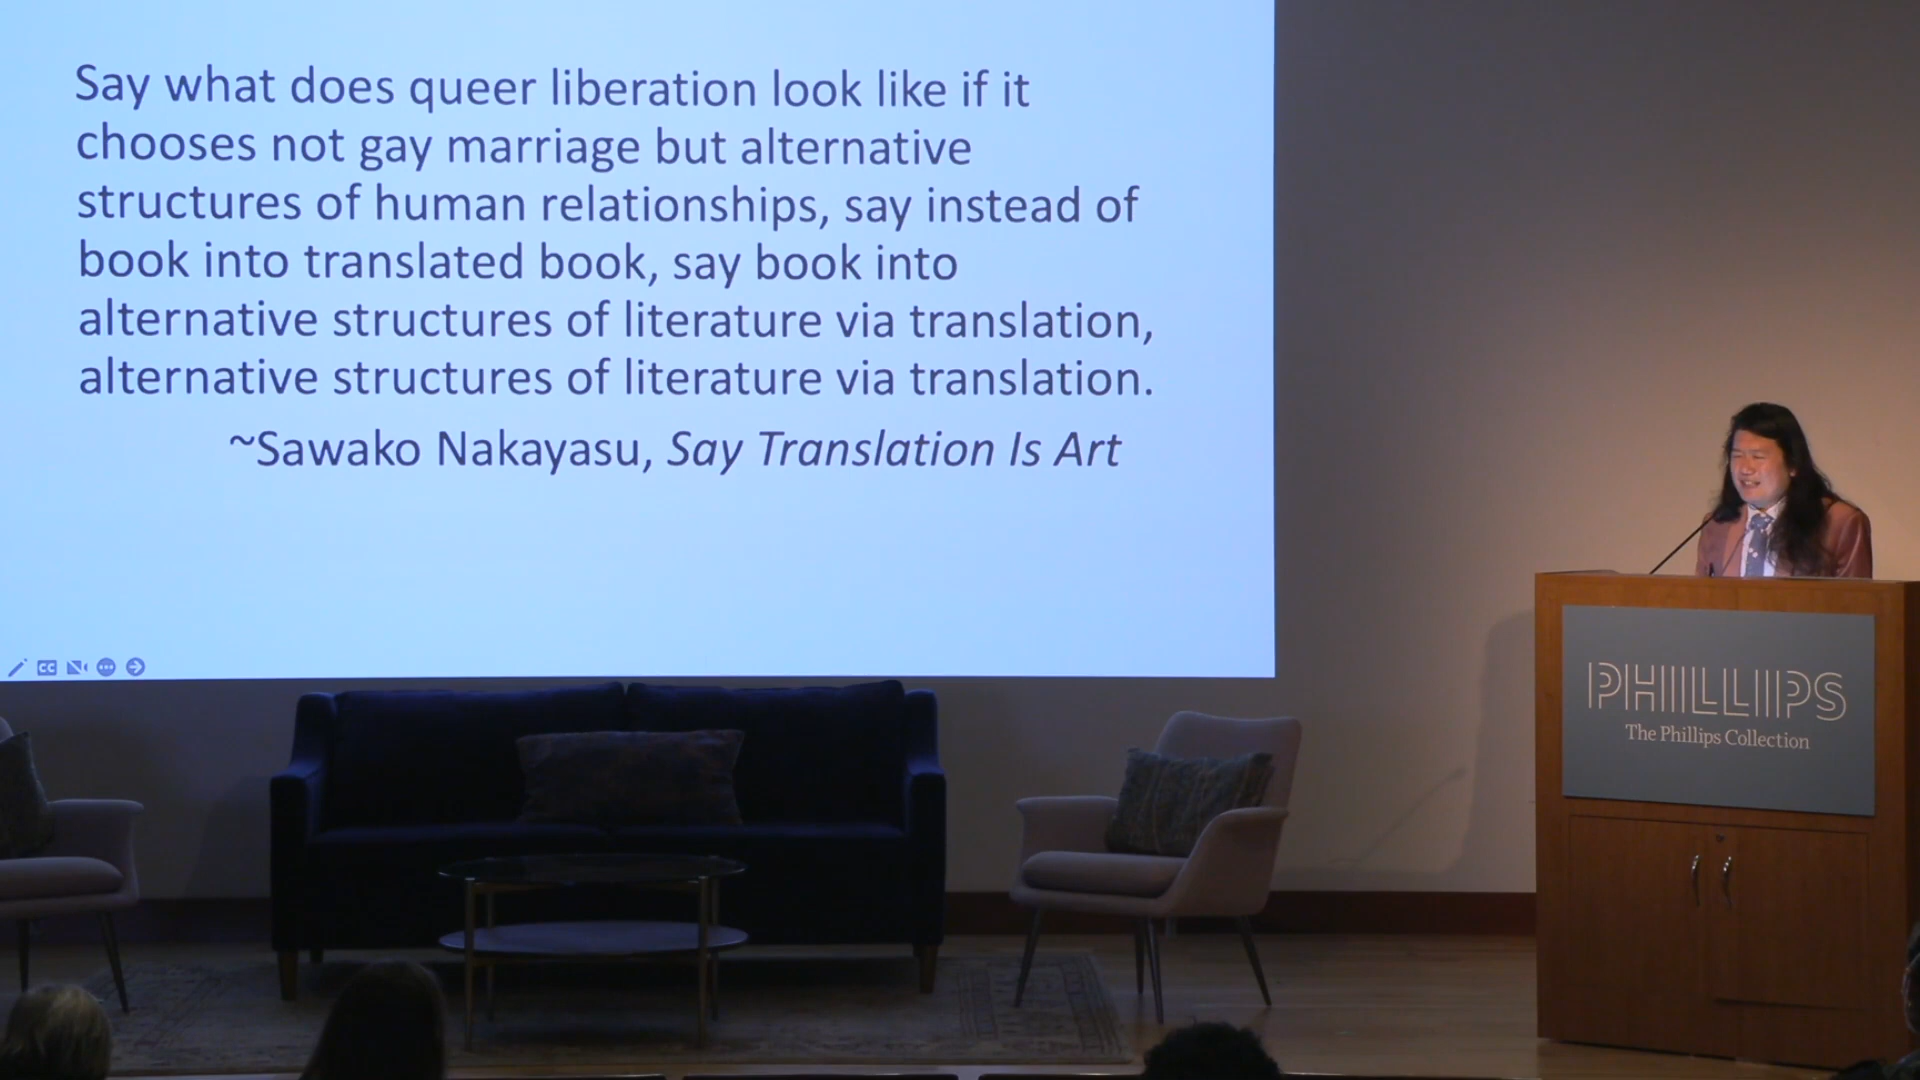 Say what does queer liberation look like if it
chooses not gay marriage but alternative
structures of human relationships, say instead of
book into translated book, say book into
alternative structures of literature via translation,
alternative structures of literature via translation.
~Sawako Nakayasu, Say Translation Is Art
CC
PHILLIPS
The Phillips Collection